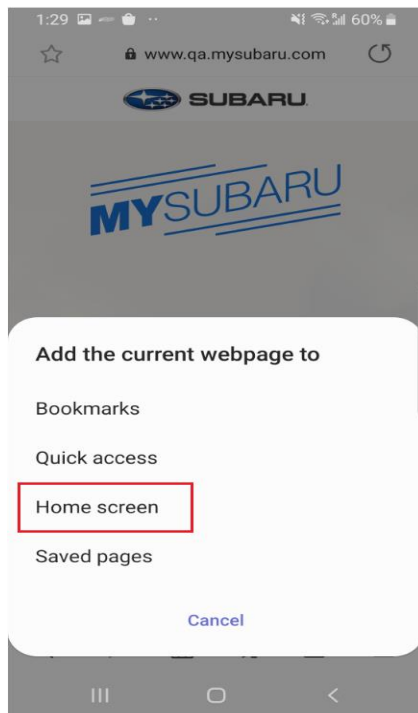 1:29 60%
www.qa.mysubaru.com
SUBARU
MYSUBARU
Add the current webpage to
Bookmarks
Quick access
Home screen
Saved pages
Cancel